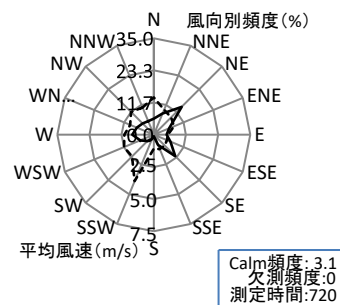 N
風向別頻度(%)
35.0
NNW
NNE
NW
23.3
NE
WN...
11.7
ENE
W
0.0
E
WSW
2.5
ESE
SW
5.0
SE
SSW
SSE
7.5
S
平均風速(m/s)
Calm頻度: 3.1
欠測頻度:0
測定時間:720